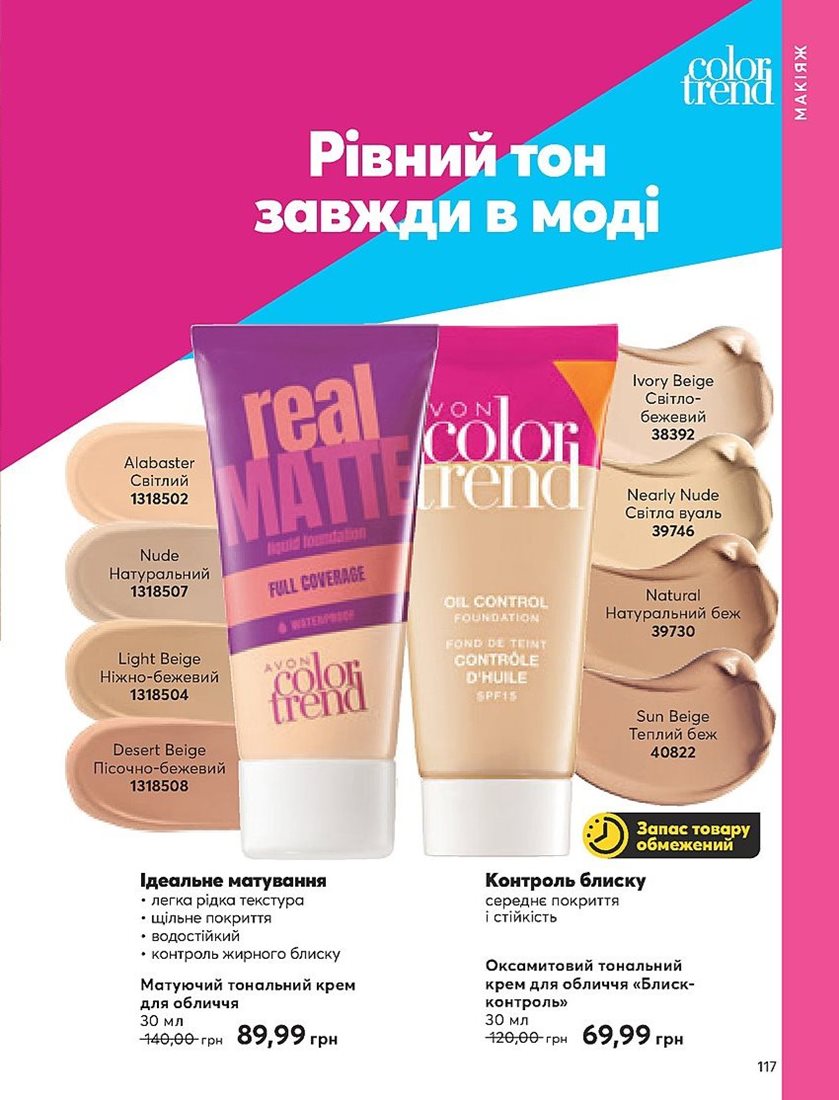 color
trend
МАКІЯЖ
Рівний тон
завжди в моді
real
MATTE
liquid foundation
FULL COVERAGE
WATERPROOF
AVON
color
trend
VON
color
trend
OIL CONTROL
FOUNDATION
FOND DE TEINT
CONTRÔLE
D'HUILE
SPF15
Alabaster
Світлий
1318502
Nude
Натуральний
1318507
Light Beige
Ніжно-бежевий
1318504
Desert Beige
Пісочно-бежевий
1318508
Ivory Beige
Світло-
бежевий
38392
Nearly Nude
Світла вуаль
39746
Natural
Натуральний беж
39730
Sun Beige
Теплий беж
40822
Запас товару
обмежений
Ідеальне матування
• легка рідка текстура
• щільне покриття
• водостійкий
• контроль жирного блиску
Матуючий тональний крем
для обличчя
30 мл
140,00 грн 89,99 грн
Контроль блиску
середнє покриття
і стійкість
Оксамитовий тональний
крем для обличчя «Блиск-
контроль»
30 мл
120,00 грн 69,99 грн
117